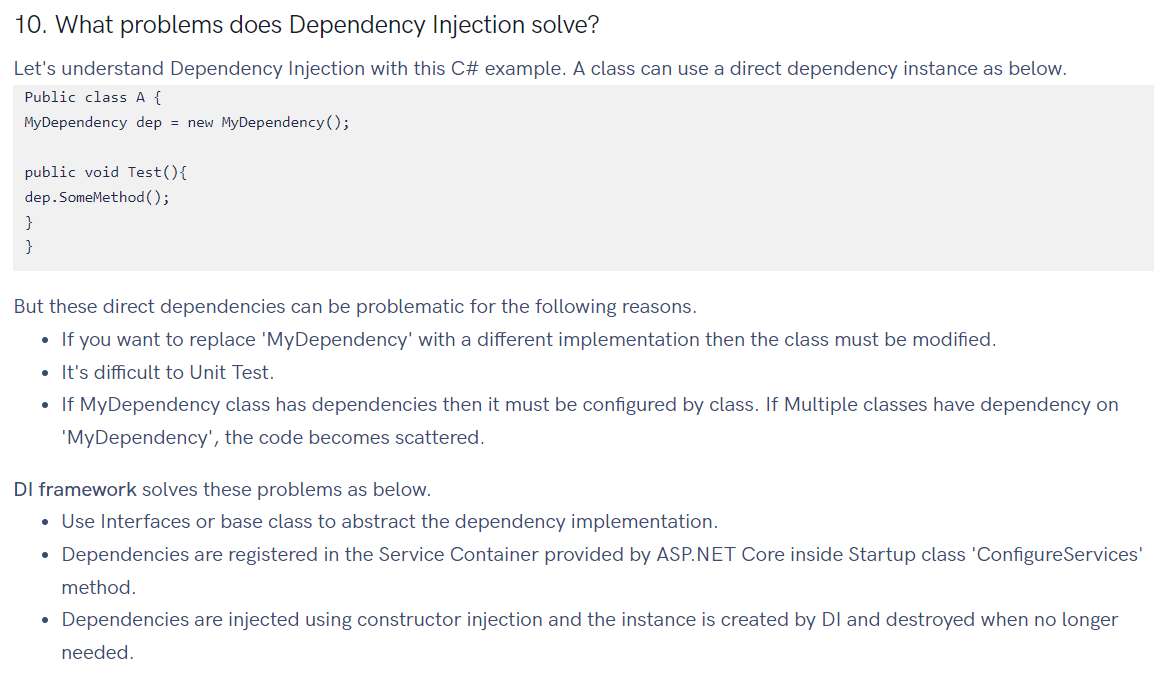 10. What problems does Dependency Injection solve?
Let's understand Dependency Injection with this C# example. A class can use a direct dependency instance as below.
Public class A {
MyDependency dep = new MyDependency();
public void Test(){
dep.SomeMethod();
}
}
But these direct dependencies can be problematic for the following reasons.
• If you want to replace 'MyDependency' with a different implementation then the class must be modified.
• It's difficult to Unit Test.
• If MyDependency class has dependencies then it must be configured by class. If Multiple classes have dependency on
'MyDependency', the code becomes scattered.
DI framework solves these problems as below.
• Use Interfaces or base class to abstract the dependency implementation.
• Dependencies are registered in the Service Container provided by ASP.NET Core inside Startup class 'ConfigureServices'
method.
• Dependencies are injected using constructor injection and the instance is created by DI and destroyed when no longer
needed.